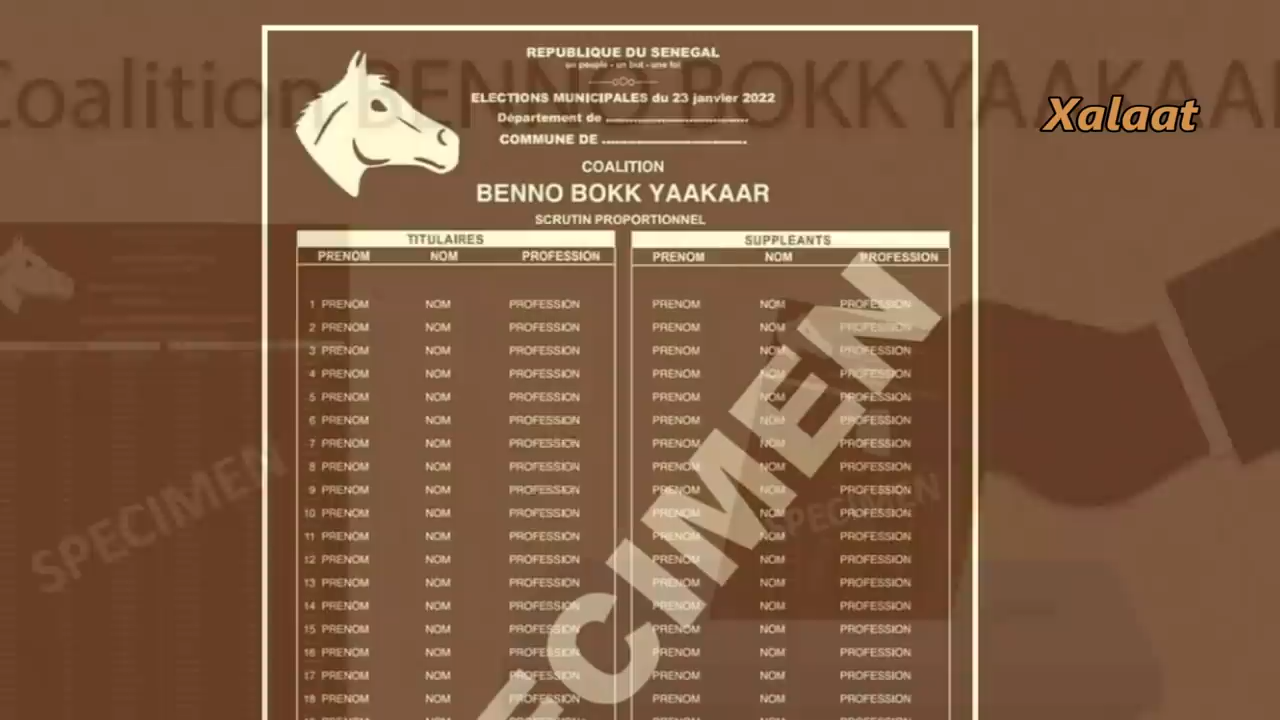 Coalition BENNO BOKK YAAKAAR
Xalaat
REPUBLIQUE DU SENEGAL
un peuple - un but - une foi
ELECTIONS MUNICIPALES du 23 janvier 2022
Département de ........................
COMMUNE DE ........................
COALITION
BENNO BOKK YAAKAAR
SCRUTIN PROPORTIONNEL
TITULAIRES SUPPLEANTS
PRENOM NOM PROFESSION PRENOM NOM PROFESSION
1 PRENOM NOM PROFESSION PRENOM NOM PROFESSION
2 PRENOM NOM PROFESSION PRENOM NOM PROFESSION
3 PRENOM NOM PROFESSION PRENOM NOM PROFESSION
4 PRENOM NOM PROFESSION PRENOM NOM PROFESSION
5 PRENOM NOM PROFESSION PRENOM NOM PROFESSION
6 PRENOM NOM PROFESSION PRENOM NOM PROFESSION
7 PRENOM NOM PROFESSION PRENOM NOM PROFESSION
8 PRENOM NOM PROFESSION PRENOM NOM PROFESSION
9 PRENOM NOM PROFESSION PRENOM NOM PROFESSION
10 PRENOM NOM PROFESSION PRENOM NOM PROFESSION
11 PRENOM NOM PROFESSION PRENOM NOM PROFESSION
12 PRENOM NOM PROFESSION PRENOM NOM PROFESSION
13 PRENOM NOM PROFESSION PRENOM NOM PROFESSION
14 PRENOM NOM PROFESSION PRENOM NOM PROFESSION
15 PRENOM NOM PROFESSION PRENOM NOM PROFESSION
16 PRENOM NOM PROFESSION PRENOM NOM PROFESSION
17 PRENOM NOM PROFESSION PRENOM NOM PROFESSION
18 PRENOM NOM PROFESSION PRENOM NOM PROFESSION
ECIMEN
SPECIMEN
SPECIMEN